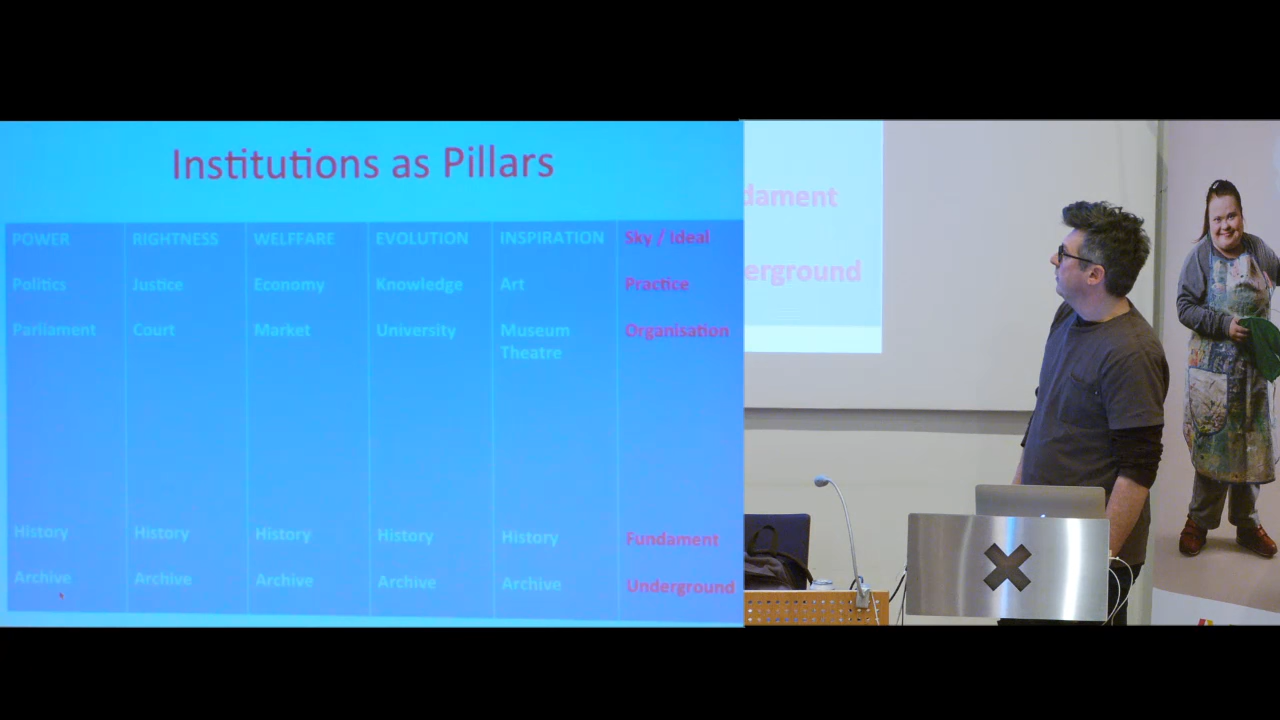 Institutions as Pillars
POWER RIGHTNESS WELFFARE EVOLUTION INSPIRATION Sky / Ideal
Politics Justice Economy Knowledge Art Practice
Parliament Court Market University Museum Organisation
Theatre
History History History History History Fundament
Archive Archive Archive Archive Archive Underground
dament
erground